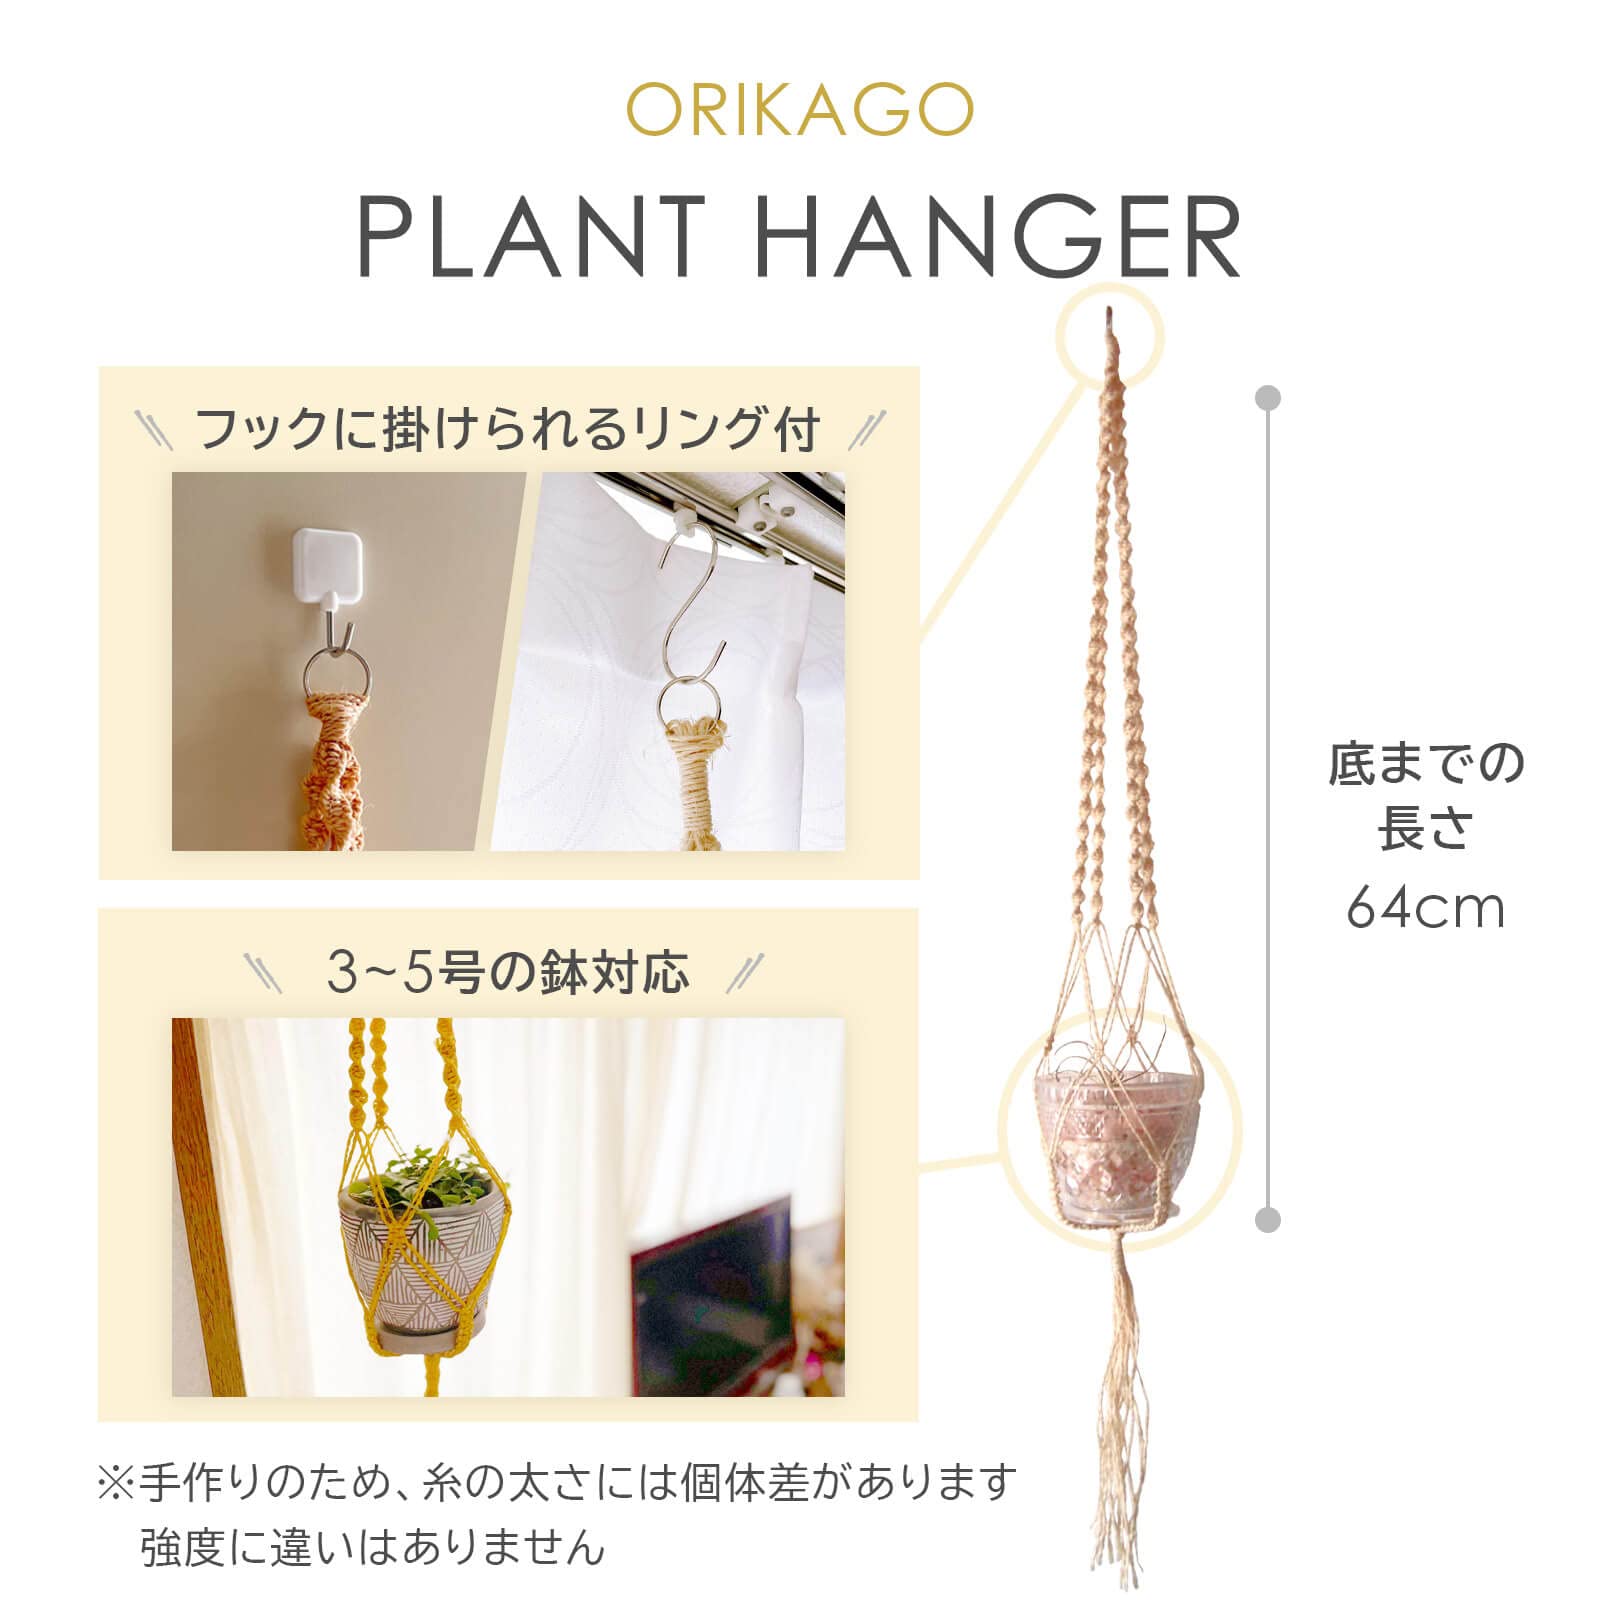 ORIKAGO
PLANT HANGER
フックに掛けられるリング付
底までの
長さ
64cm
3~5号の鉢対応
※手作りのため、糸の太さには個体差があります
強度に違いはありません